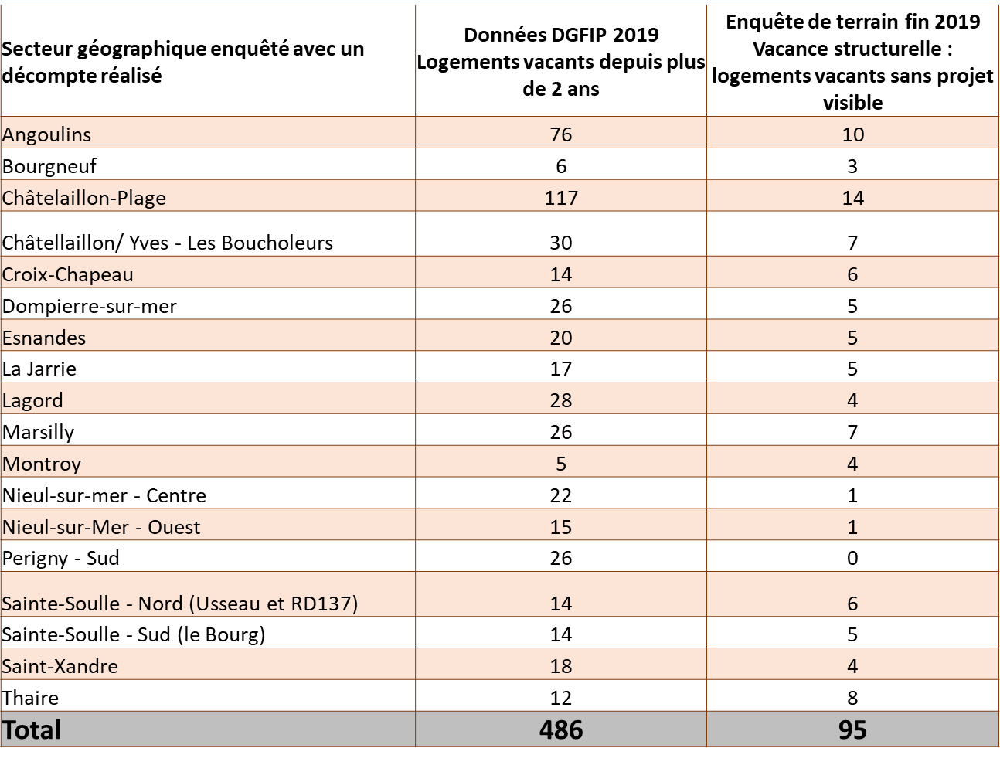 Secteur géographique enquêté avec un
décompte réalisé
Données DGFIP 2019
Logements vacants depuis plus
de 2 ans
Enquête de terrain fin 2019
Vacance structurelle :
logements vacants sans projet
visible
Angoulins 76 10
Bourgneuf 6 3
Châtelaillon-Plage 117 14
Châtellaillon/ Yves - Les Boucholeurs 30 7
Croix-Chapeau 14 6
Dompierre-sur-mer 26 5
Esnandes 20 5
La Jarrie 17 5
Lagord 28 4
Marsilly 26 7
Montroy 5 4
Nieul-sur-mer - Centre 22 1
Nieul-sur-Mer - Ouest 15 1
Perigny - Sud 26 0
Sainte-Soulle - Nord (Usseau et RD137) 14 6
Sainte-Soulle - Sud (le Bourg) 14 5
Saint-Xandre 18 4
Thaire 12 8
Total 486 95